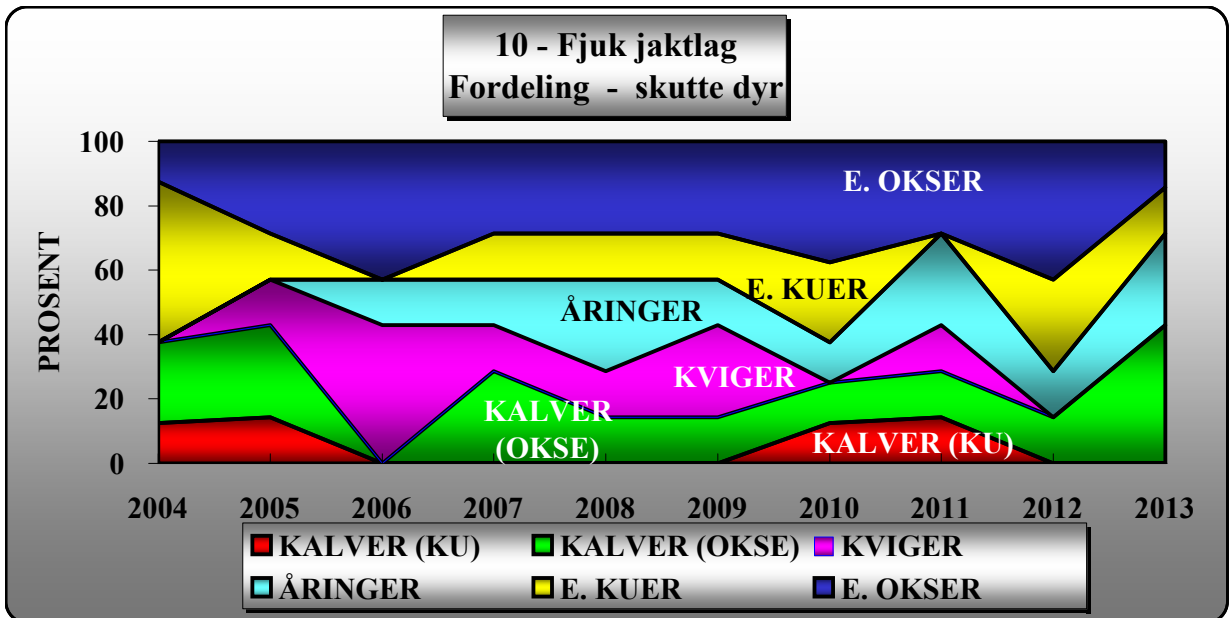 10 - Fjuk jaktlag
Fordeling - skutte dyr
PROSENT
100
80
60
40
20
0
E. OKSER
E. KUER
ÅRINGER
KVIGER
KALVER
(OKSE)
KALVER (KU)
2004 2005 2006 2007 2008 2009 2010 2011 2012 2013
KALVER (KU) KALVER (OKSE) KVIGER
ÅRINGER E. KUER E. OKSER